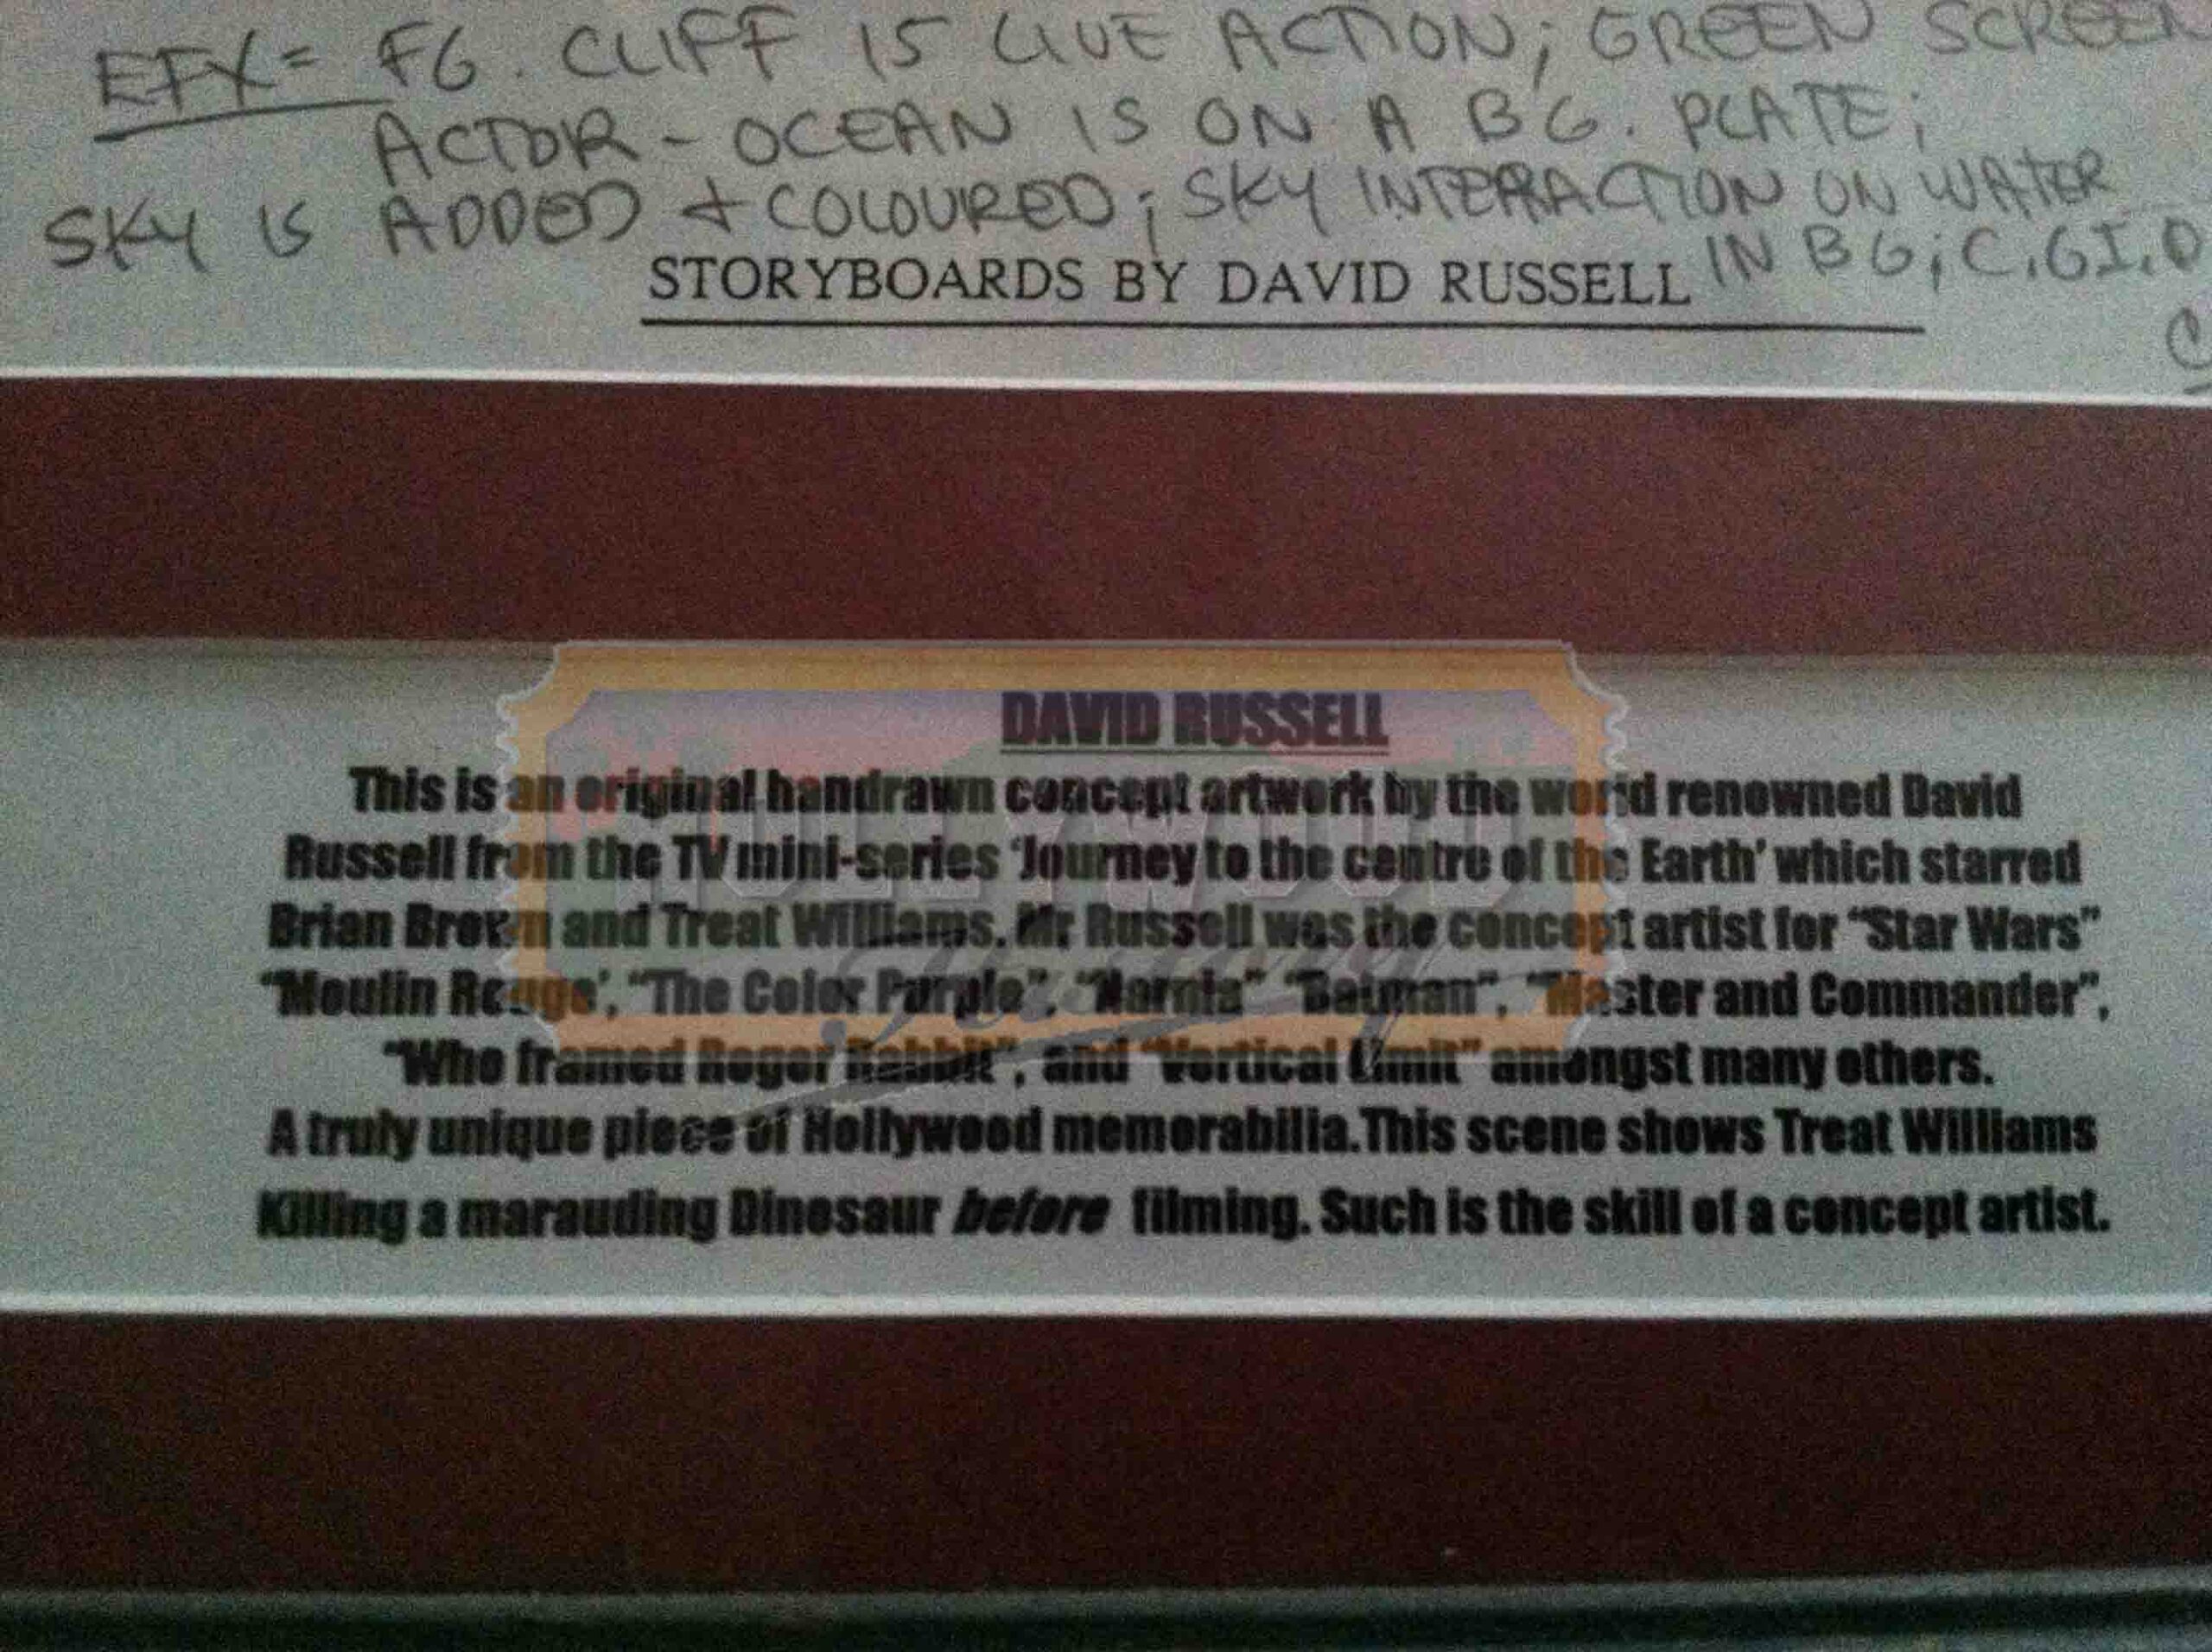 EFX = FG. CLIFF IS LIVE ACTION; GREEN SCREEN
ACTOR - OCEAN IS ON A BG. PLATE;
SKY IS ADDED & COLOURED; SKY INTERACTION ON WATER
IN BG; C.G.I.
STORYBOARDS BY DAVID RUSSELL
DAVID RUSSELL
This is an original handrawn concept artwork by the world renowned David
Russell from the TV mini-series 'Journey to the centre of the Earth' which starred
Brian Brown and Treat Williams. Mr Russell was the concept artist for "Star Wars"
"Moulin Rouge', "The Color Purple", "Narnia" "Batman", "Master and Commander",
"Who framed Roger Rabbit", and "Vertical Limit" amongst many others.
A truly unique piece of Hollywood memorabilia.This scene shows Treat Williams
Killing a marauding Dinosaur before filming. Such is the skill of a concept artist.
HOLLYWOOD